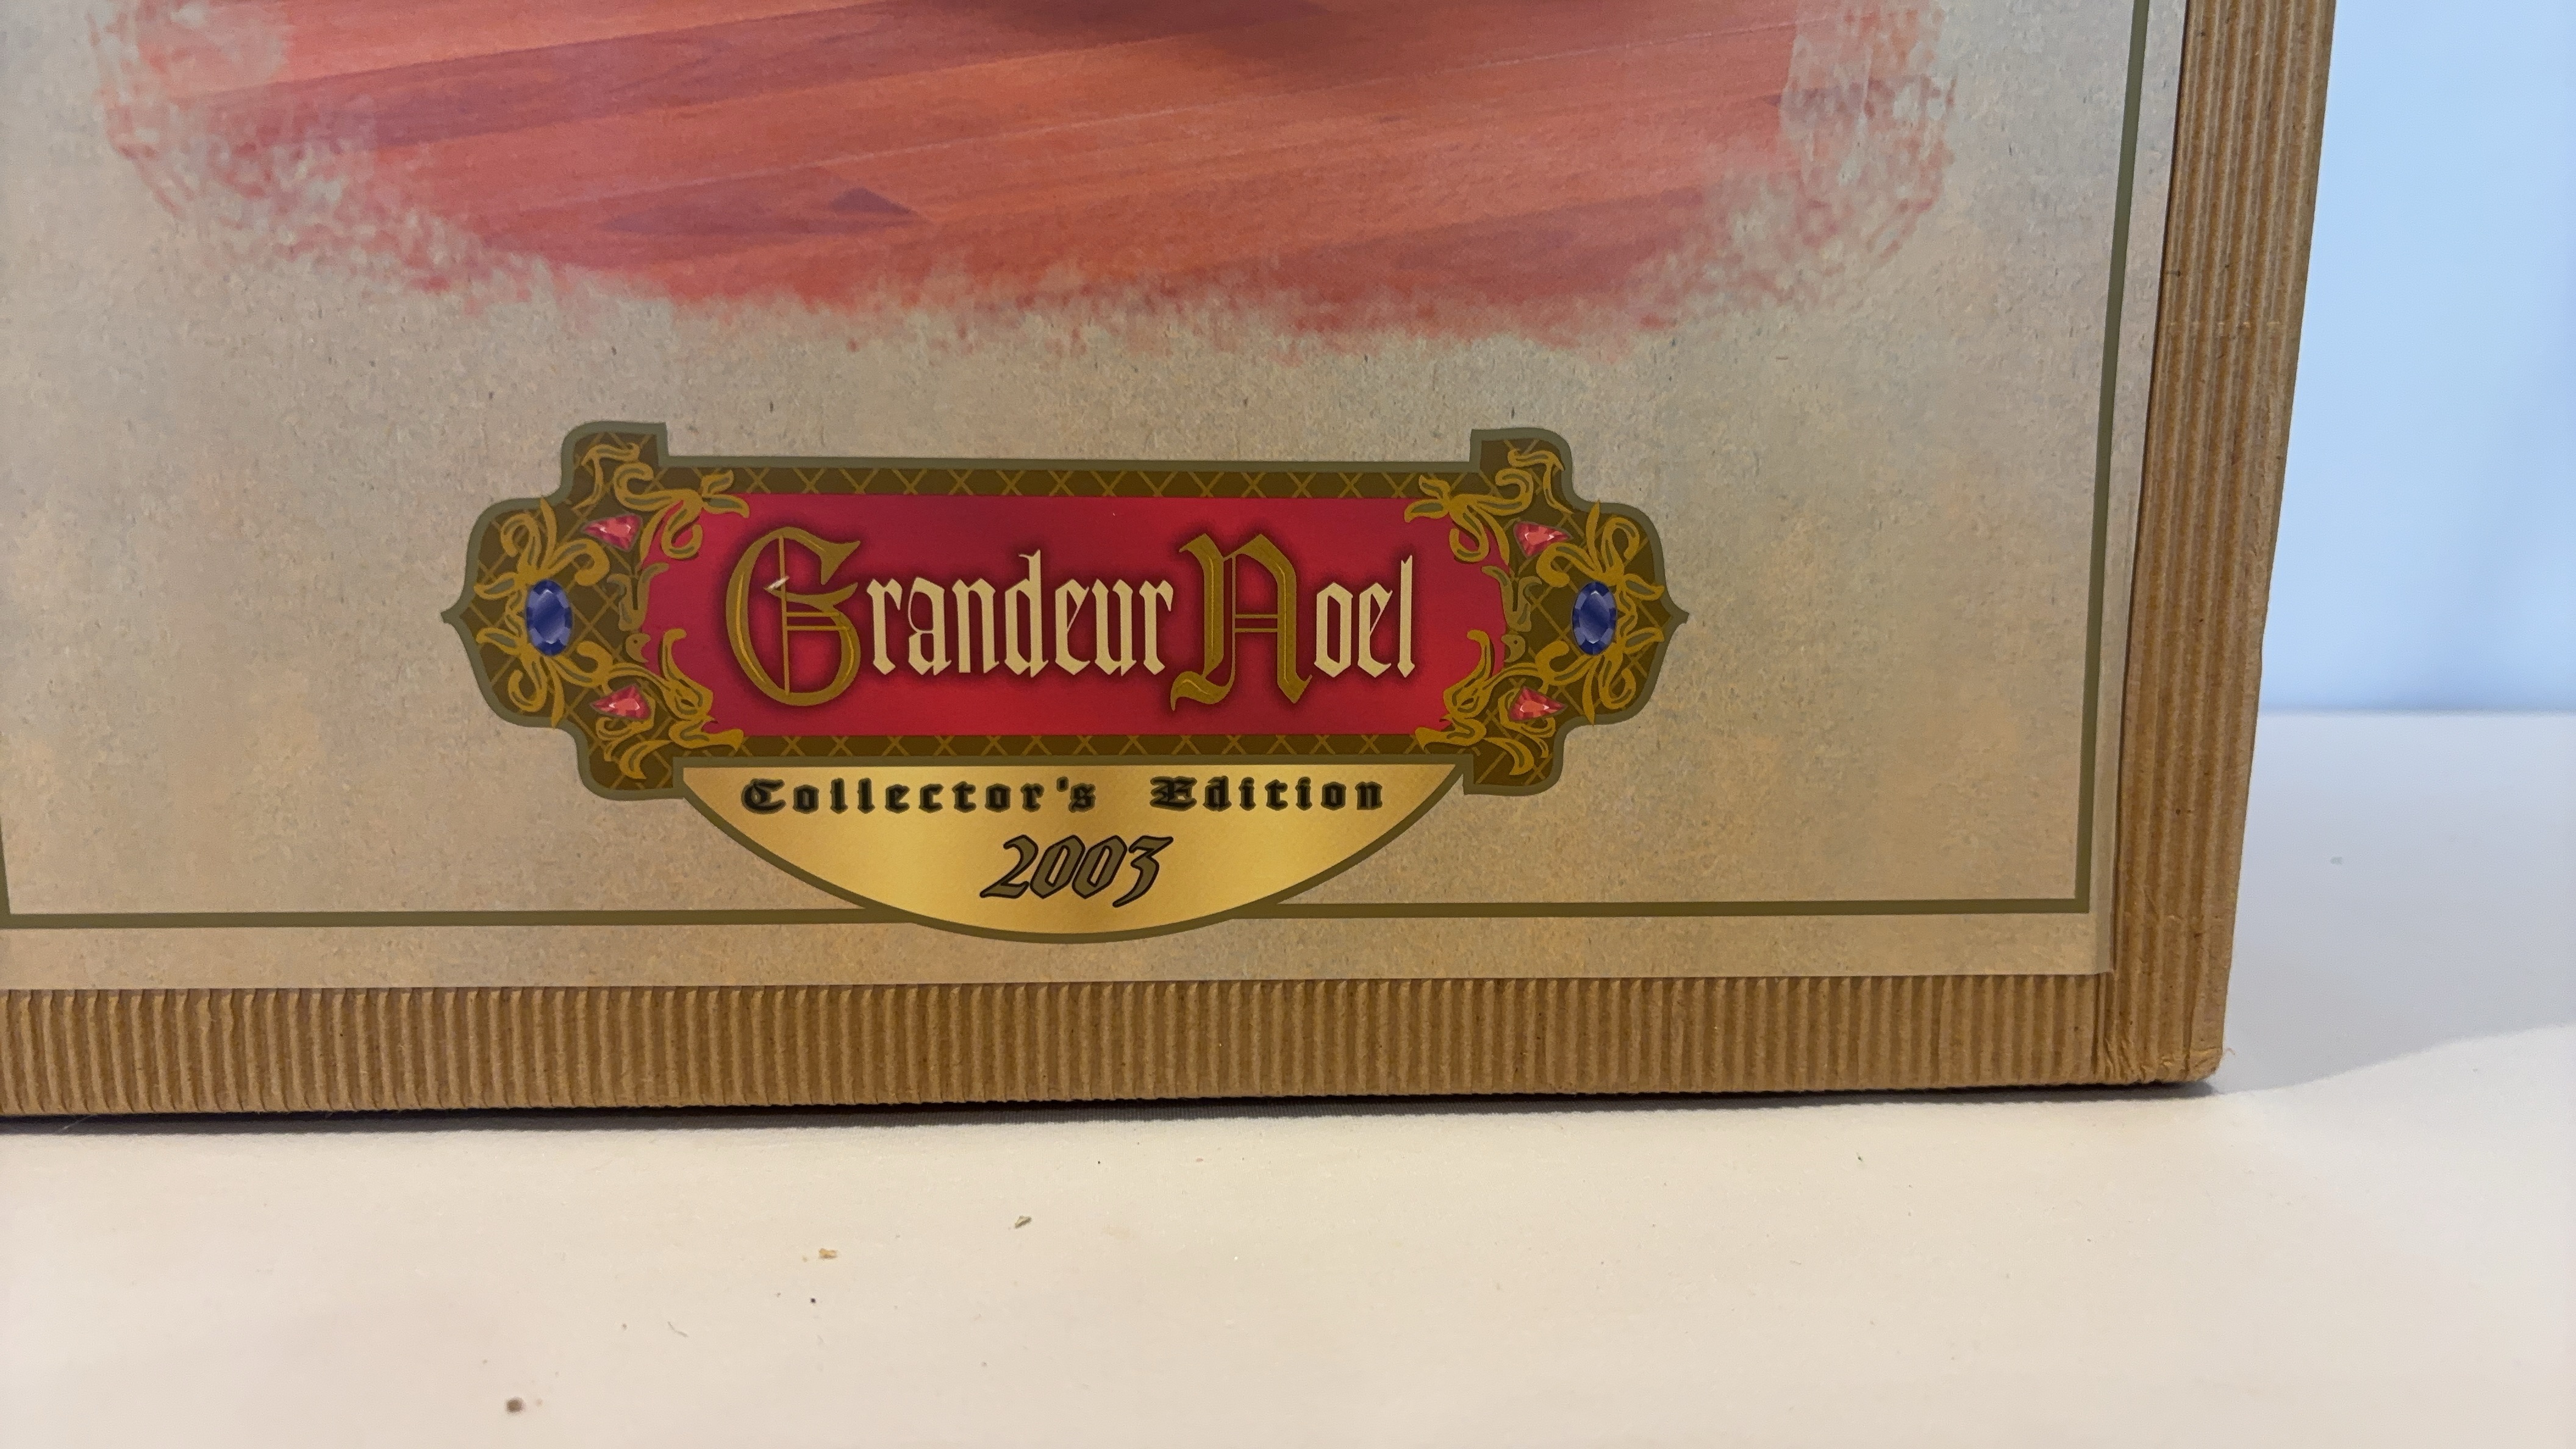 Grandeur Noel
Collector's Edition
2003